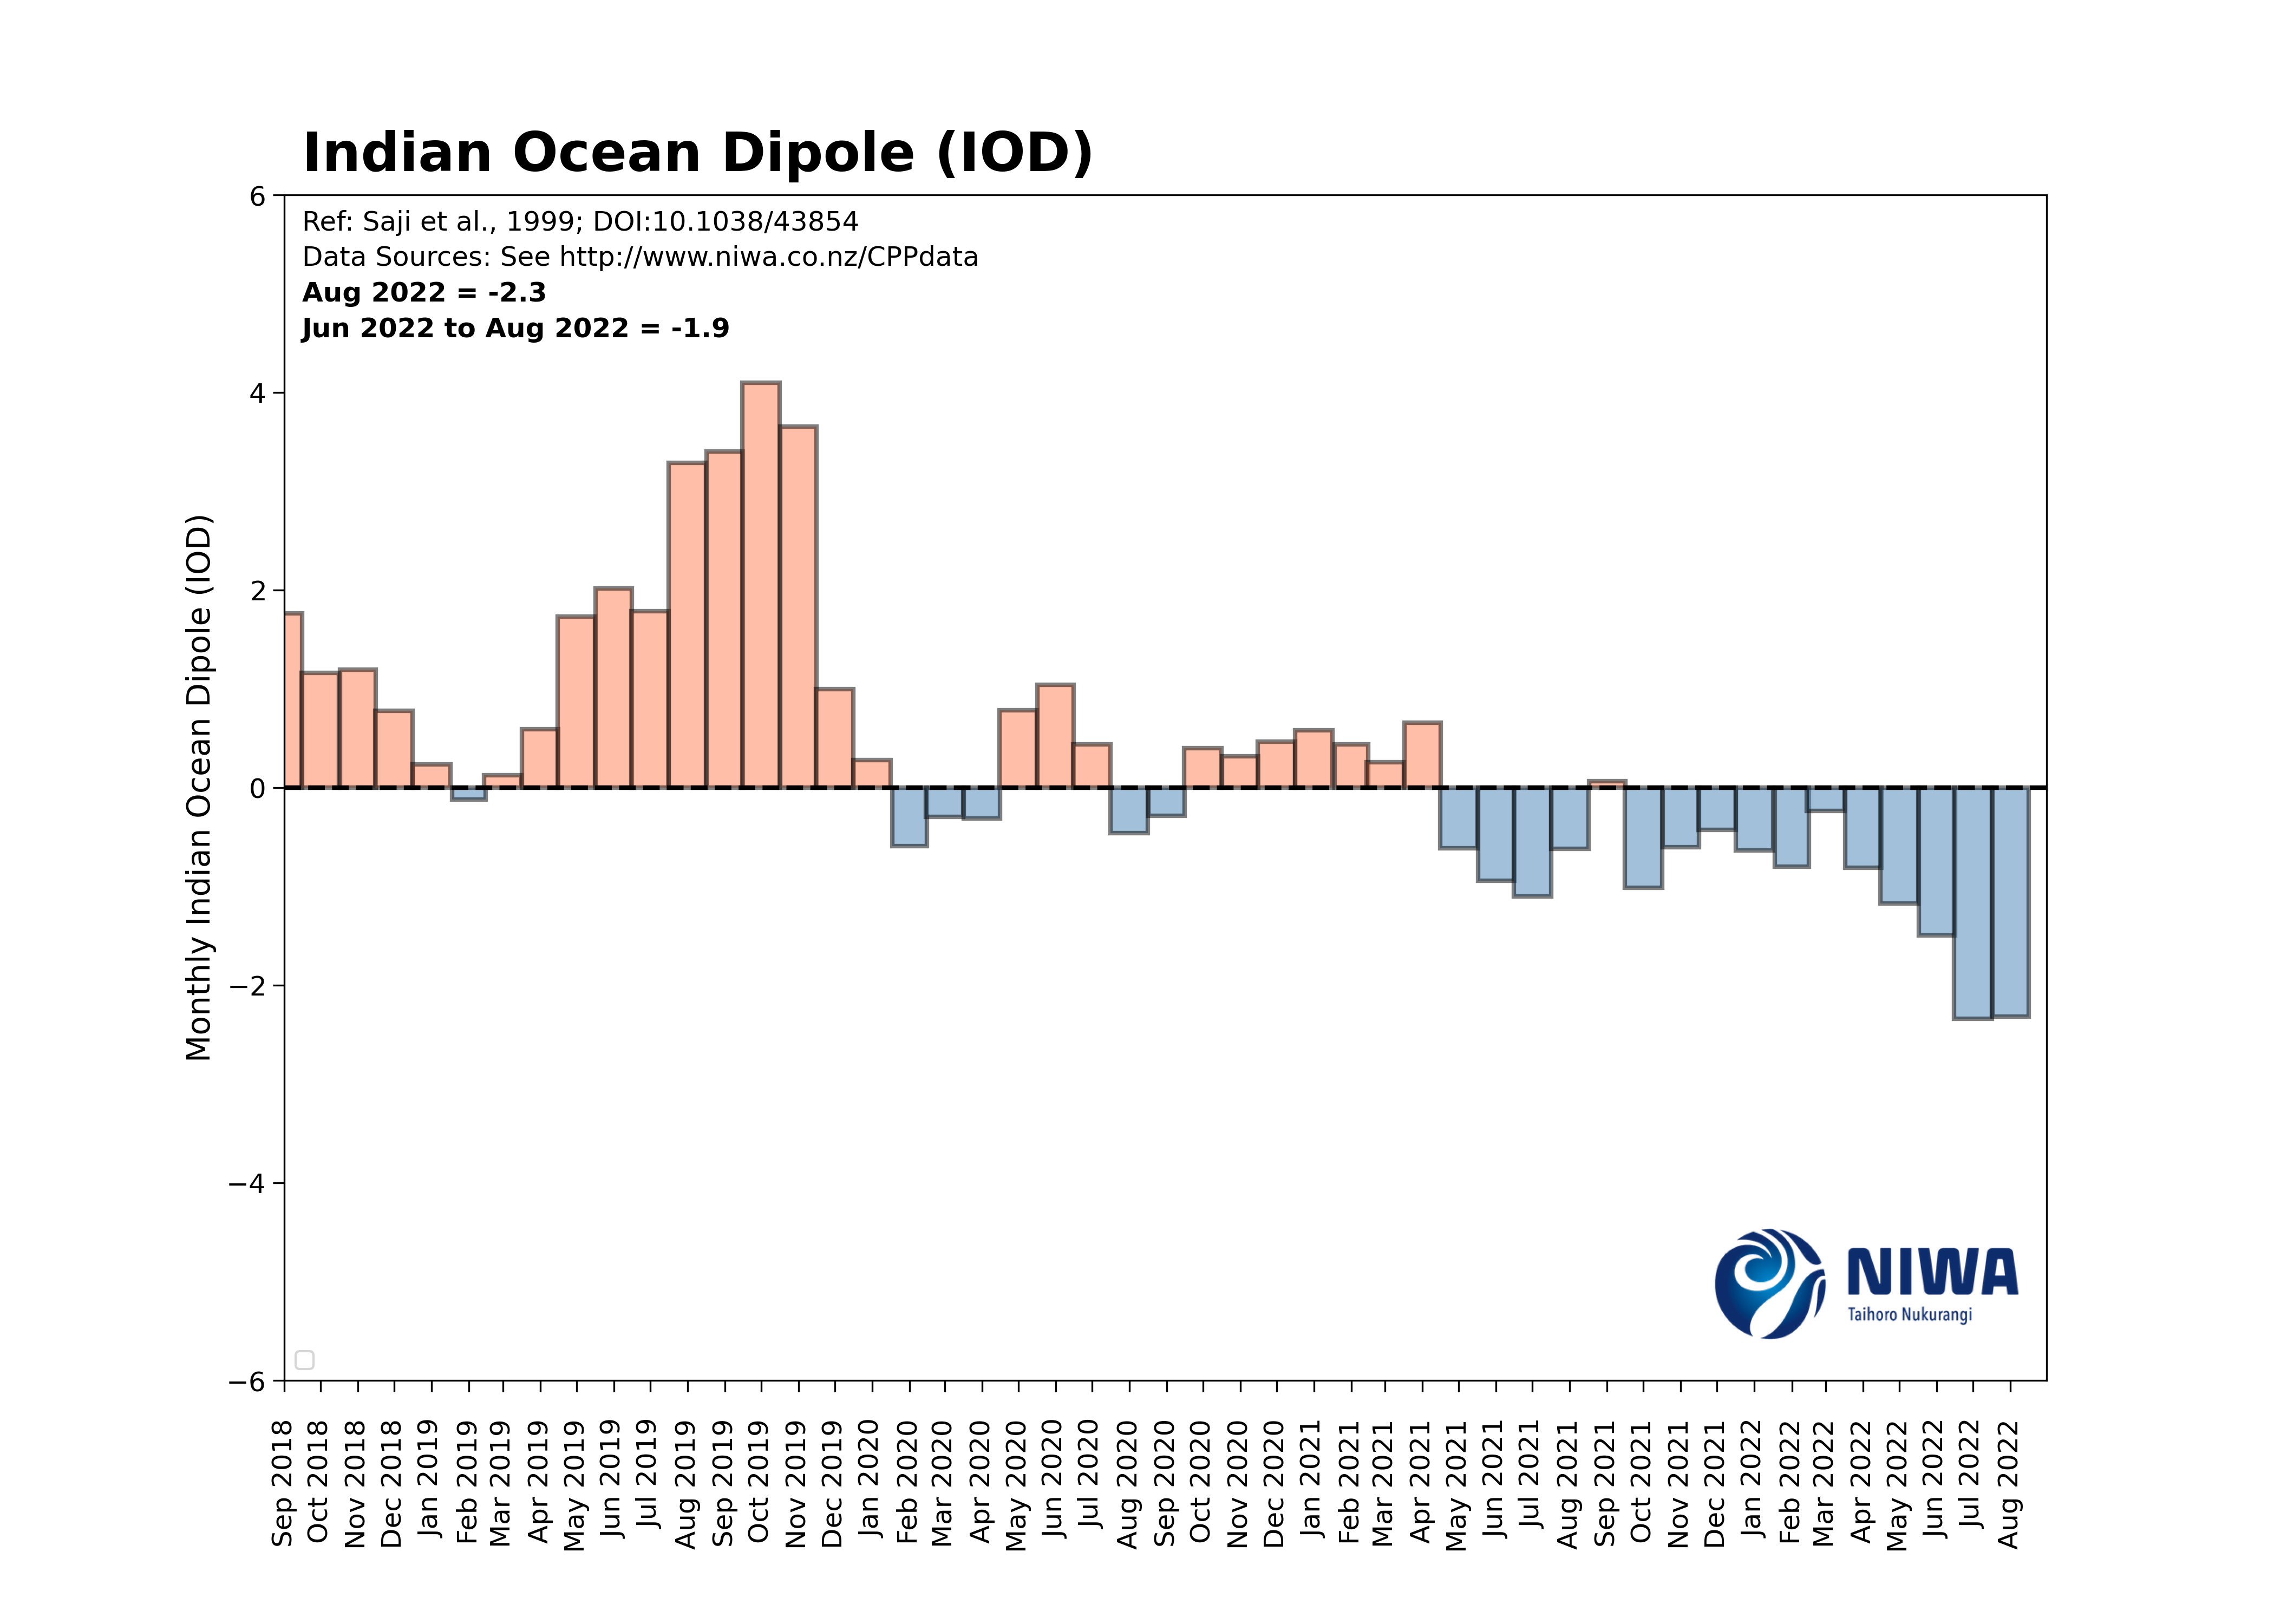 Indian Ocean Dipole (IOD)
Ref: Saji et al., 1999; DOI:10.1038/43854
Data Sources: See http://www.niwa.co.nz/CPPdata
Aug 2022 = -2.3
Jun 2022 to Aug 2022 = -1.9
Monthly Indian Ocean Dipole (IOD)
6
4
2
0
−2
−4
−6
NIWA
Taihoro Nukurangi
Sep 2018
Oct 2018
Nov 2018
Dec 2018
Jan 2019
Feb 2019
Mar 2019
Apr 2019
May 2019
Jun 2019
Jul 2019
Aug 2019
Sep 2019
Oct 2019
Nov 2019
Dec 2019
Jan 2020
Feb 2020
Mar 2020
Apr 2020
May 2020
Jun 2020
Jul 2020
Aug 2020
Sep 2020
Oct 2020
Nov 2020
Dec 2020
Jan 2021
Feb 2021
Mar 2021
Apr 2021
May 2021
Jun 2021
Jul 2021
Aug 2021
Sep 2021
Oct 2021
Nov 2021
Dec 2021
Jan 2022
Feb 2022
Mar 2022
Apr 2022
May 2022
Jun 2022
Jul 2022
Aug 2022